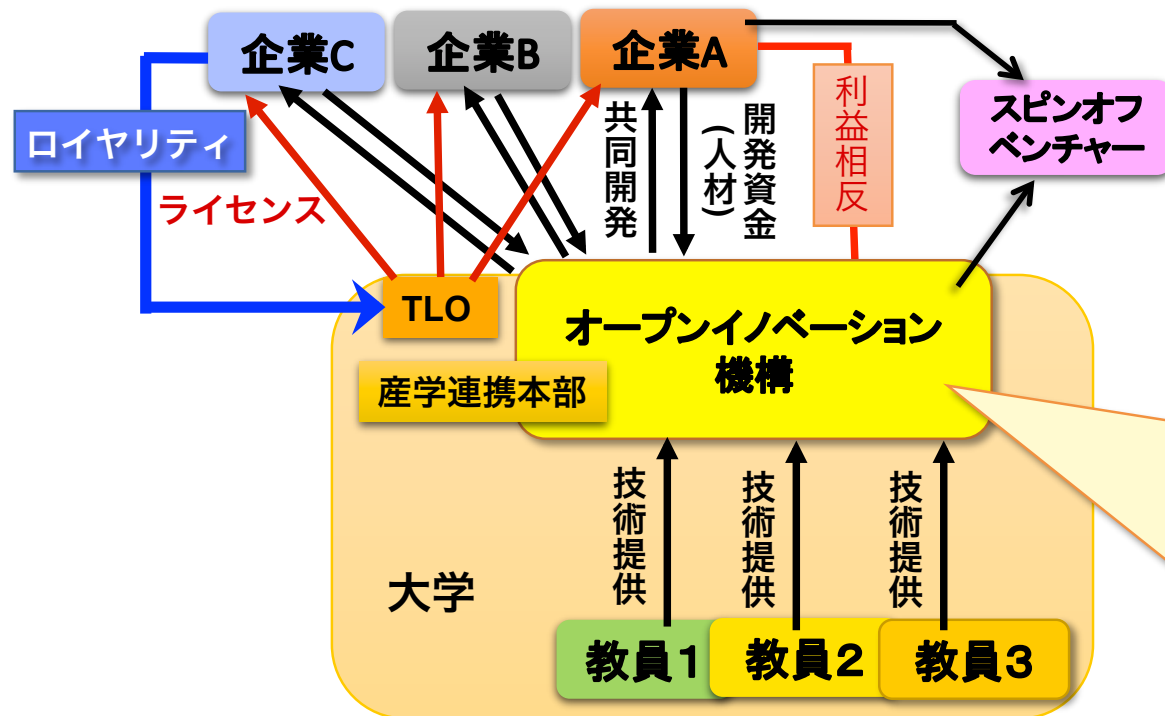 企業C
企業B
企業A
スピンオフ
ベンチャー
ロイヤリティ
ライセンス
共同開発
開発資金
(人材)
利益相反
TLO
オープンイノベーション
機構
産学連携本部
技術提供
技術提供
技術提供
大学
教員1
教員2
教員3